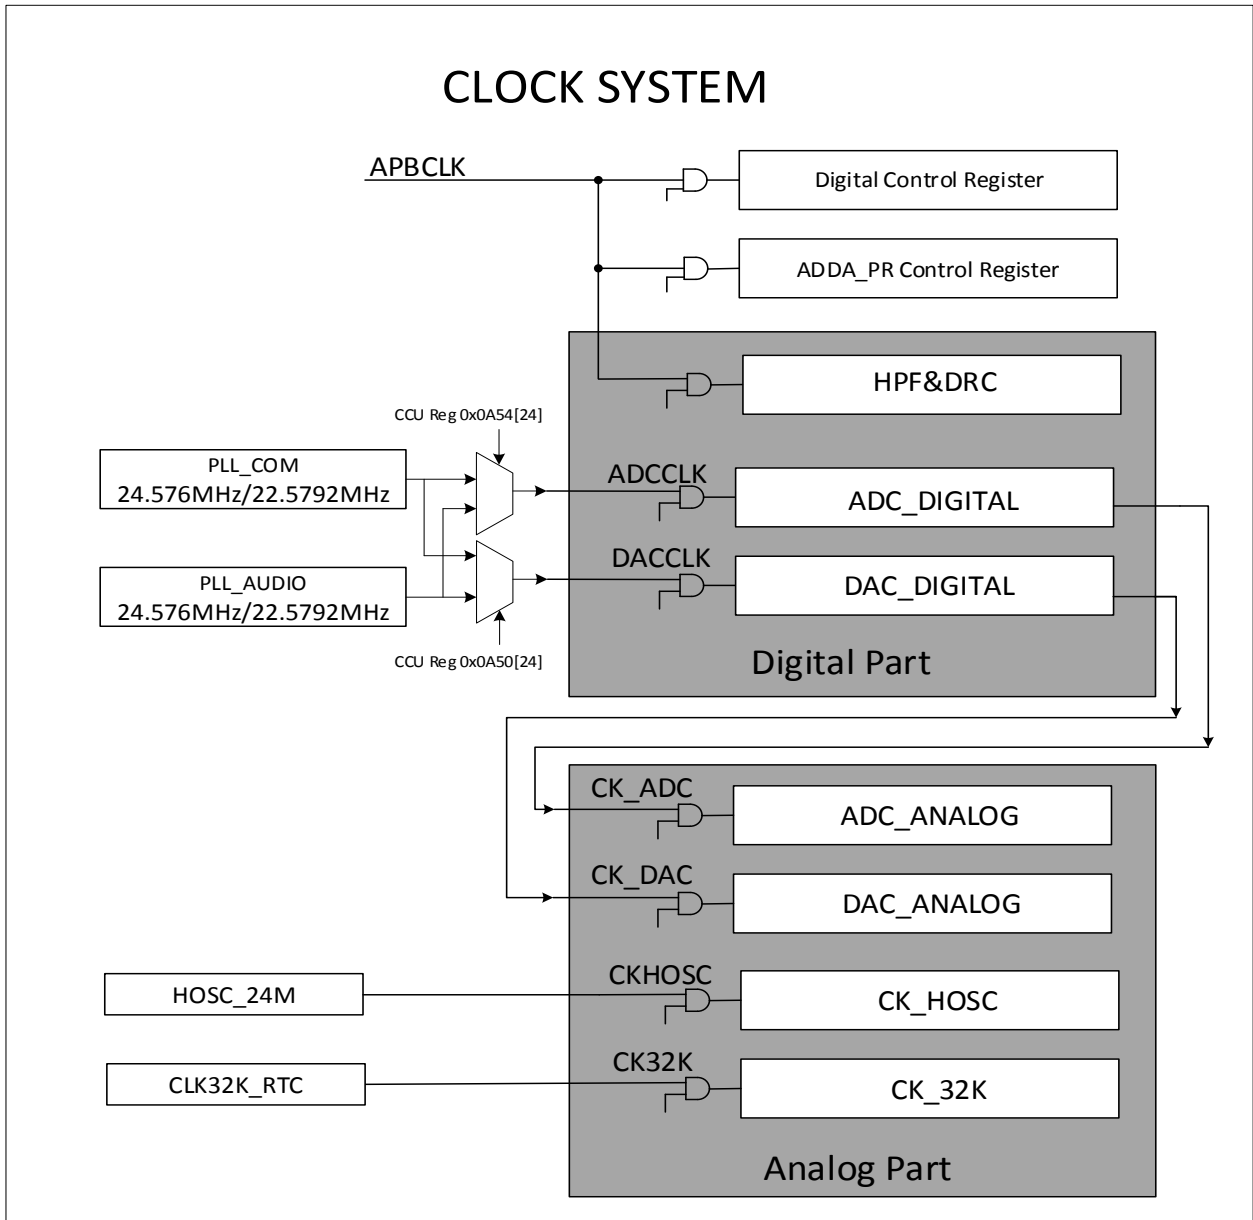 CLOCK SYSTEM
APBCLK
Digital Control Register
ADDA_PR Control Register
HPF&DRC
CCU Reg 0x0A54[24]
PLL_COM
24.576MHz/22.5792MHz
ADCCLK
ADC_DIGITAL
DACCLK
DAC_DIGITAL
PLL_AUDIO
24.576MHz/22.5792MHz
CCU Reg 0x0A50[24]
Digital Part
CK_ADC
ADC_ANALOG
CK_DAC
DAC_ANALOG
HOSC_24M
CKHOSC
CK_HOSC
CLK32K_RTC
CK32K
CK_32K
Analog Part